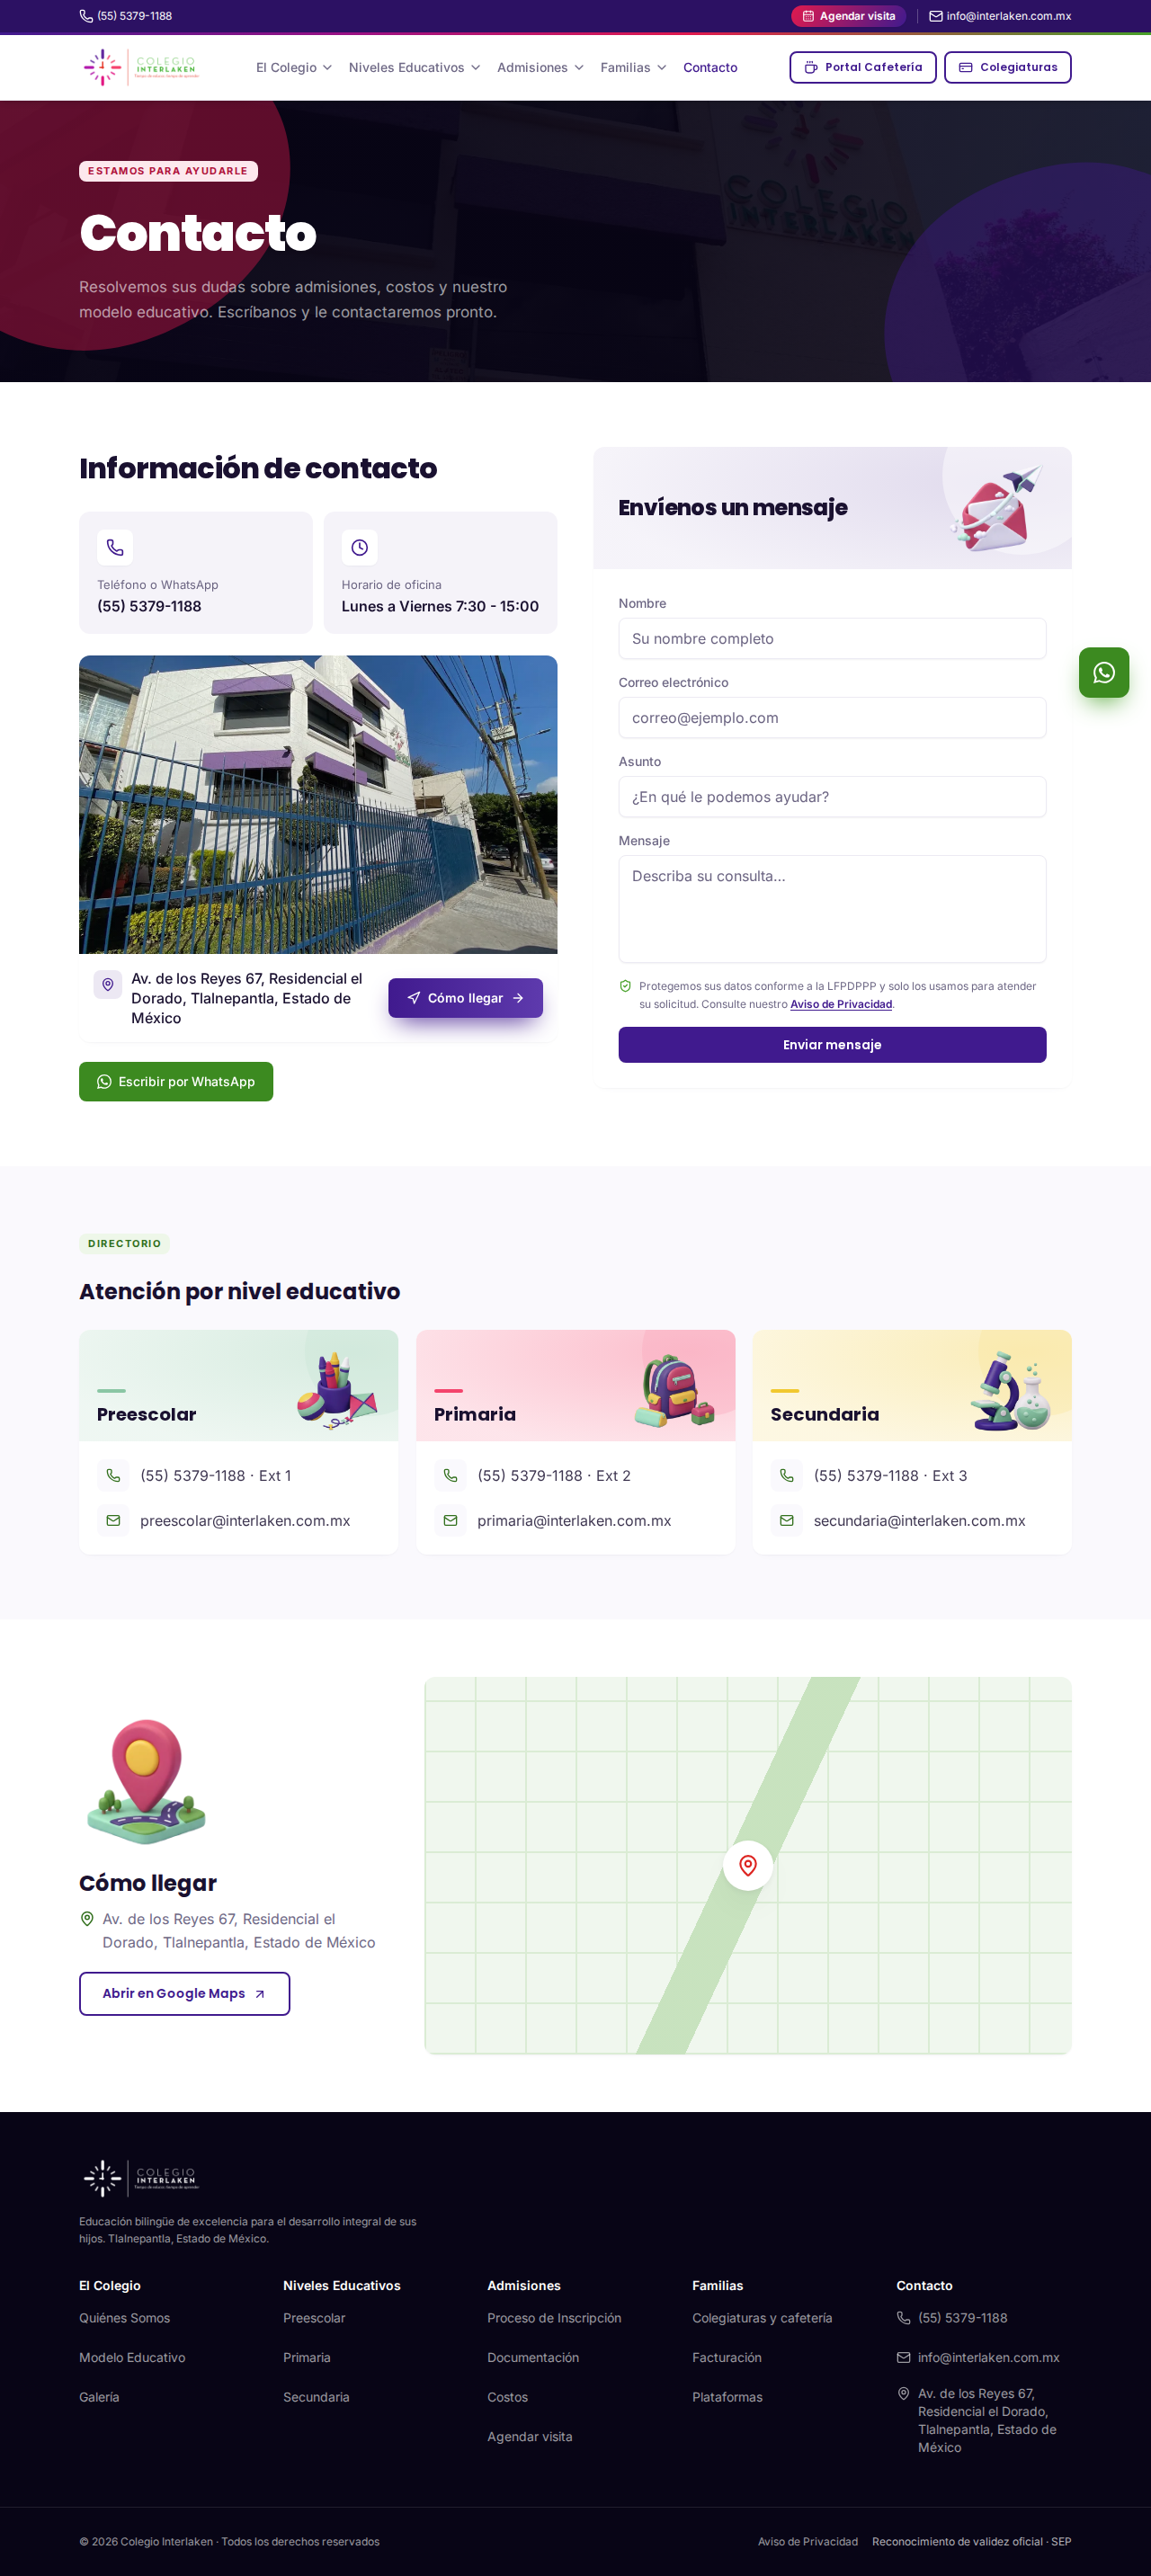 (55) 5379-1188
Agendar visita
info@interlaken.com.mx
COLEGIO
INTERLAKEN
El Colegio
Niveles Educativos
Admisiones
Familias
Contacto
Portal Cafetería
Colegiaturas
ESTAMOS PARA AYUDARLE
Contacto
Resolvemos sus dudas sobre admisiones, costos y nuestro
modelo educativo. Escríbanos y le contactaremos pronto.
Información de contacto
Teléfono o WhatsApp
(55) 5379-1188
Horario de oficina
Lunes a Viernes 7:30 - 15:00
Av. de los Reyes 67, Residencial el
Dorado, Tlalnepantla, Estado de
México
Cómo llegar
Escribir por WhatsApp
Envíenos un mensaje
Nombre
Su nombre completo
Correo electrónico
correo@ejemplo.com
Asunto
¿En qué le podemos ayudar?
Mensaje
Describa su consulta...
Protegemos sus datos conforme a la LFPDPPP y solo los usamos para atender
su solicitud. Consulte nuestro Aviso de Privacidad.
Enviar mensaje
DIRECTORIO
Atención por nivel educativo
Preescolar
(55) 5379-1188 · Ext 1
preescolar@interlaken.com.mx
Primaria
(55) 5379-1188 · Ext 2
primaria@interlaken.com.mx
Secundaria
(55) 5379-1188 · Ext 3
secundaria@interlaken.com.mx
Cómo llegar
Av. de los Reyes 67, Residencial el
Dorado, Tlalnepantla, Estado de México
Abrir en Google Maps
COLEGIO
INTERLAKEN
Educación bilingüe de excelencia para el desarrollo integral de sus
hijos. Tlalnepantla, Estado de México.
El Colegio
Quiénes Somos
Modelo Educativo
Galería
Niveles Educativos
Preescolar
Primaria
Secundaria
Admisiones
Proceso de Inscripción
Documentación
Costos
Agendar visita
Familias
Colegiaturas y cafetería
Facturación
Plataformas
Contacto
(55) 5379-1188
info@interlaken.com.mx
Av. de los Reyes 67,
Residencial el Dorado,
Tlalnepantla, Estado de
México
© 2026 Colegio Interlaken · Todos los derechos reservados
Aviso de Privacidad
Reconocimiento de validez oficial · SEP